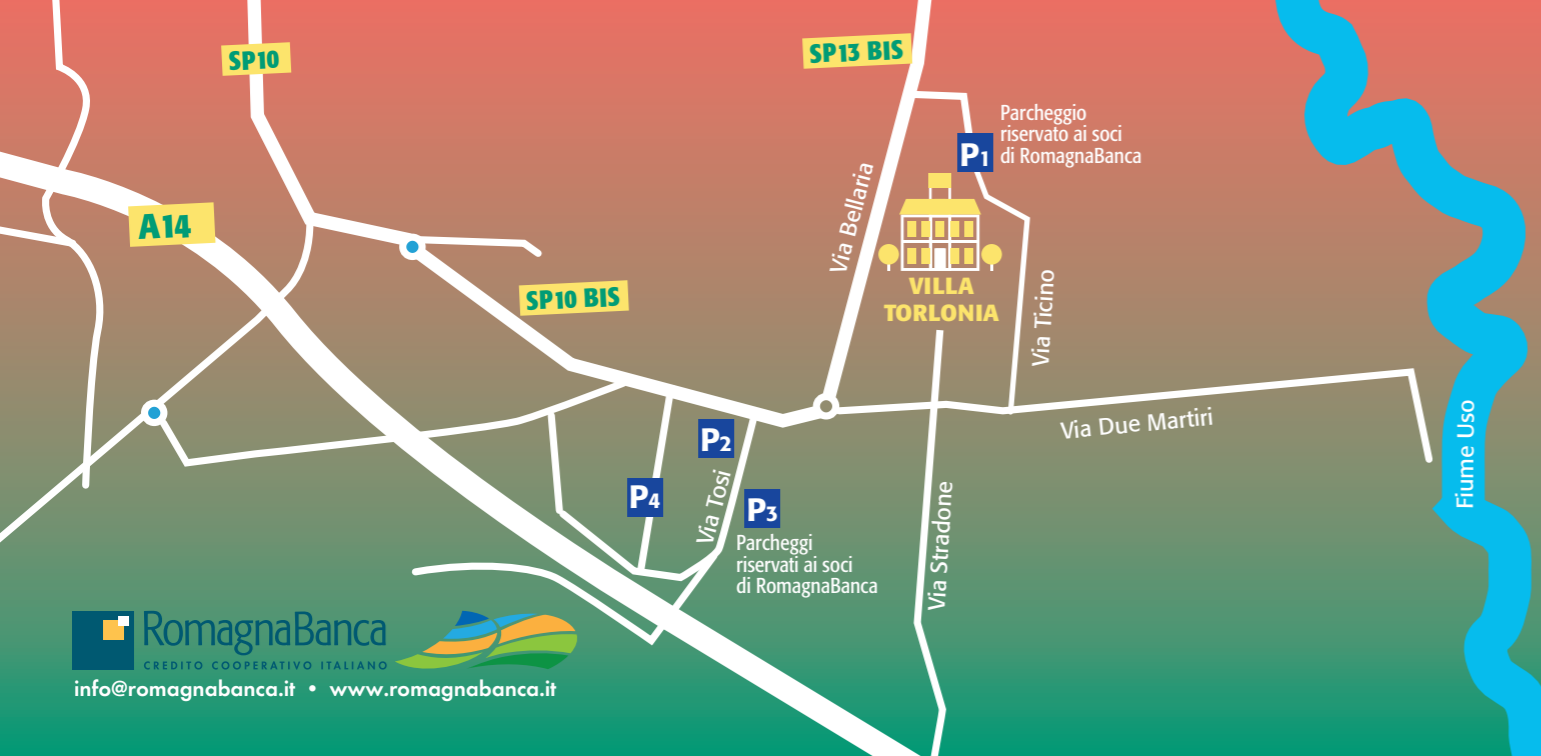 SP10
SP13 BIS
Parcheggio
riservato ai soci
di RomagnaBanca
P1
A14
Via Bellaria
SP10 BIS
VILLA
TORLONIA
Via Ticino
Via Due Martiri
Fiume Uso
P2
P4
Via Tosi
P3
Parcheggi
riservati ai soci
di RomagnaBanca
Via Stradone
RomagnaBanca
CREDITO COOPERATIVO ITALIANO
info@romagnabanca.it • www.romagnabanca.it